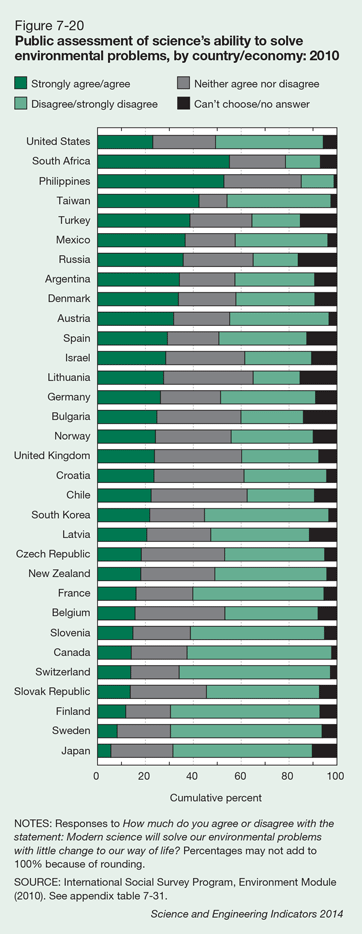 Figure 7-20
Public assessment of science's ability to solve
environmental problems, by country/economy: 2010
Strongly agree/agree
Neither agree nor disagree
Disagree/strongly disagree
Can't choose/no answer
United States
South Africa
Philippines
Taiwan
Turkey
Mexico
Russia
Argentina
Denmark
Austria
Spain
Israel
Lithuania
Germany
Bulgaria
Norway
United Kingdom
Croatia
Chile
South Korea
Latvia
Czech Republic
New Zealand
France
Belgium
Slovenia
Canada
Switzerland
Slovak Republic
Finland
Sweden
Japan
0 20 40 60 80 100
Cumulative percent
NOTES: Responses to How much do you agree or disagree with the
statement: Modern science will solve our environmental problems
with little change to our way of life? Percentages may not add to
100% because of rounding.
SOURCE: International Social Survey Program, Environment Module
(2010). See appendix table 7-31.
Science and Engineering Indicators 2014